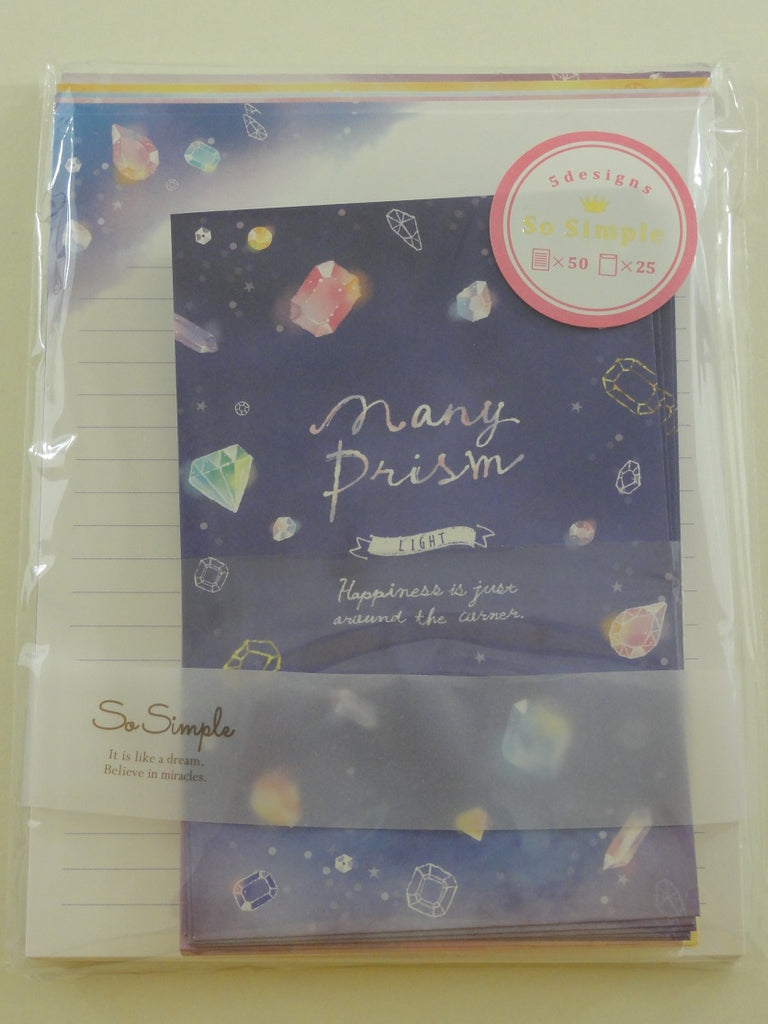 5designs
So Simple
×50 ×25
Many
Prism
LIGHT
Happiness is just
around the corner.
So Simple
It is like a dream.
Believe in miracles.